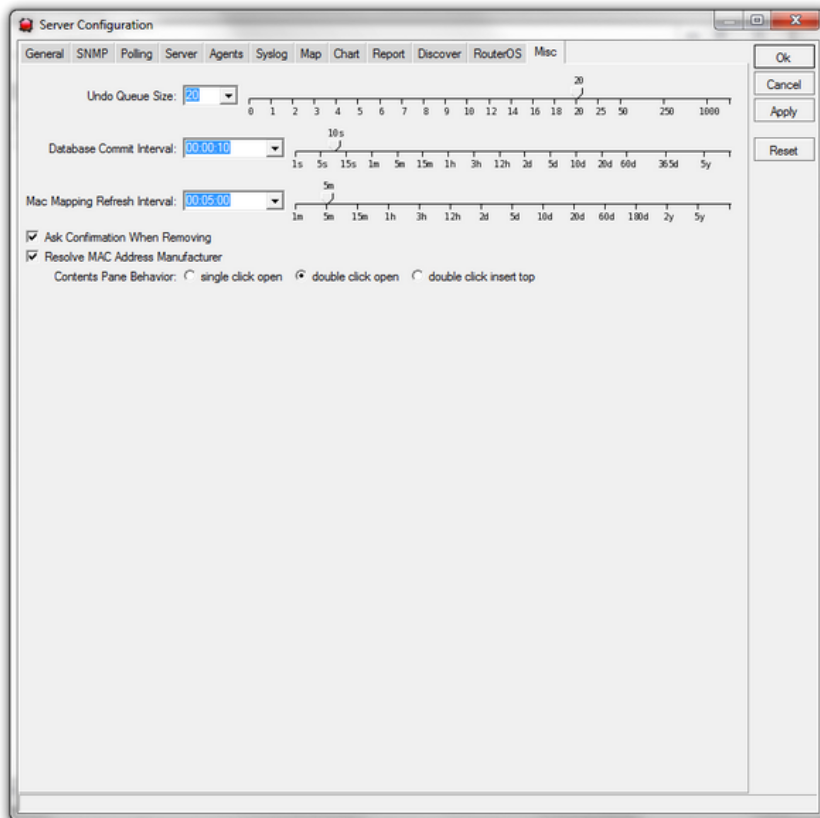 Server Configuration
General SNMP Polling Server Agents Syslog Map Chart Report Discover RouterOS Misc
Ok
Cancel
Apply
Reset
20
Undo Queue Size: 20
0 1 2 3 4 5 6 7 8 9 10 12 14 16 18 20 25 50 250 1000
10s
Database Commit Interval: 00:00:10
1s 5s 15s 1m 5m 15m 1h 3h 12h 2d 5d 10d 20d 60d 365d 5y
5m
Mac Mapping Refresh Interval: 00:05:00
1m 5m 15m 1h 3h 12h 2d 5d 10d 20d 60d 180d 2y 5y
Ask Confirmation When Removing
Resolve MAC Address Manufacturer
Contents Pane Behavior: single click open double click open double click insert top